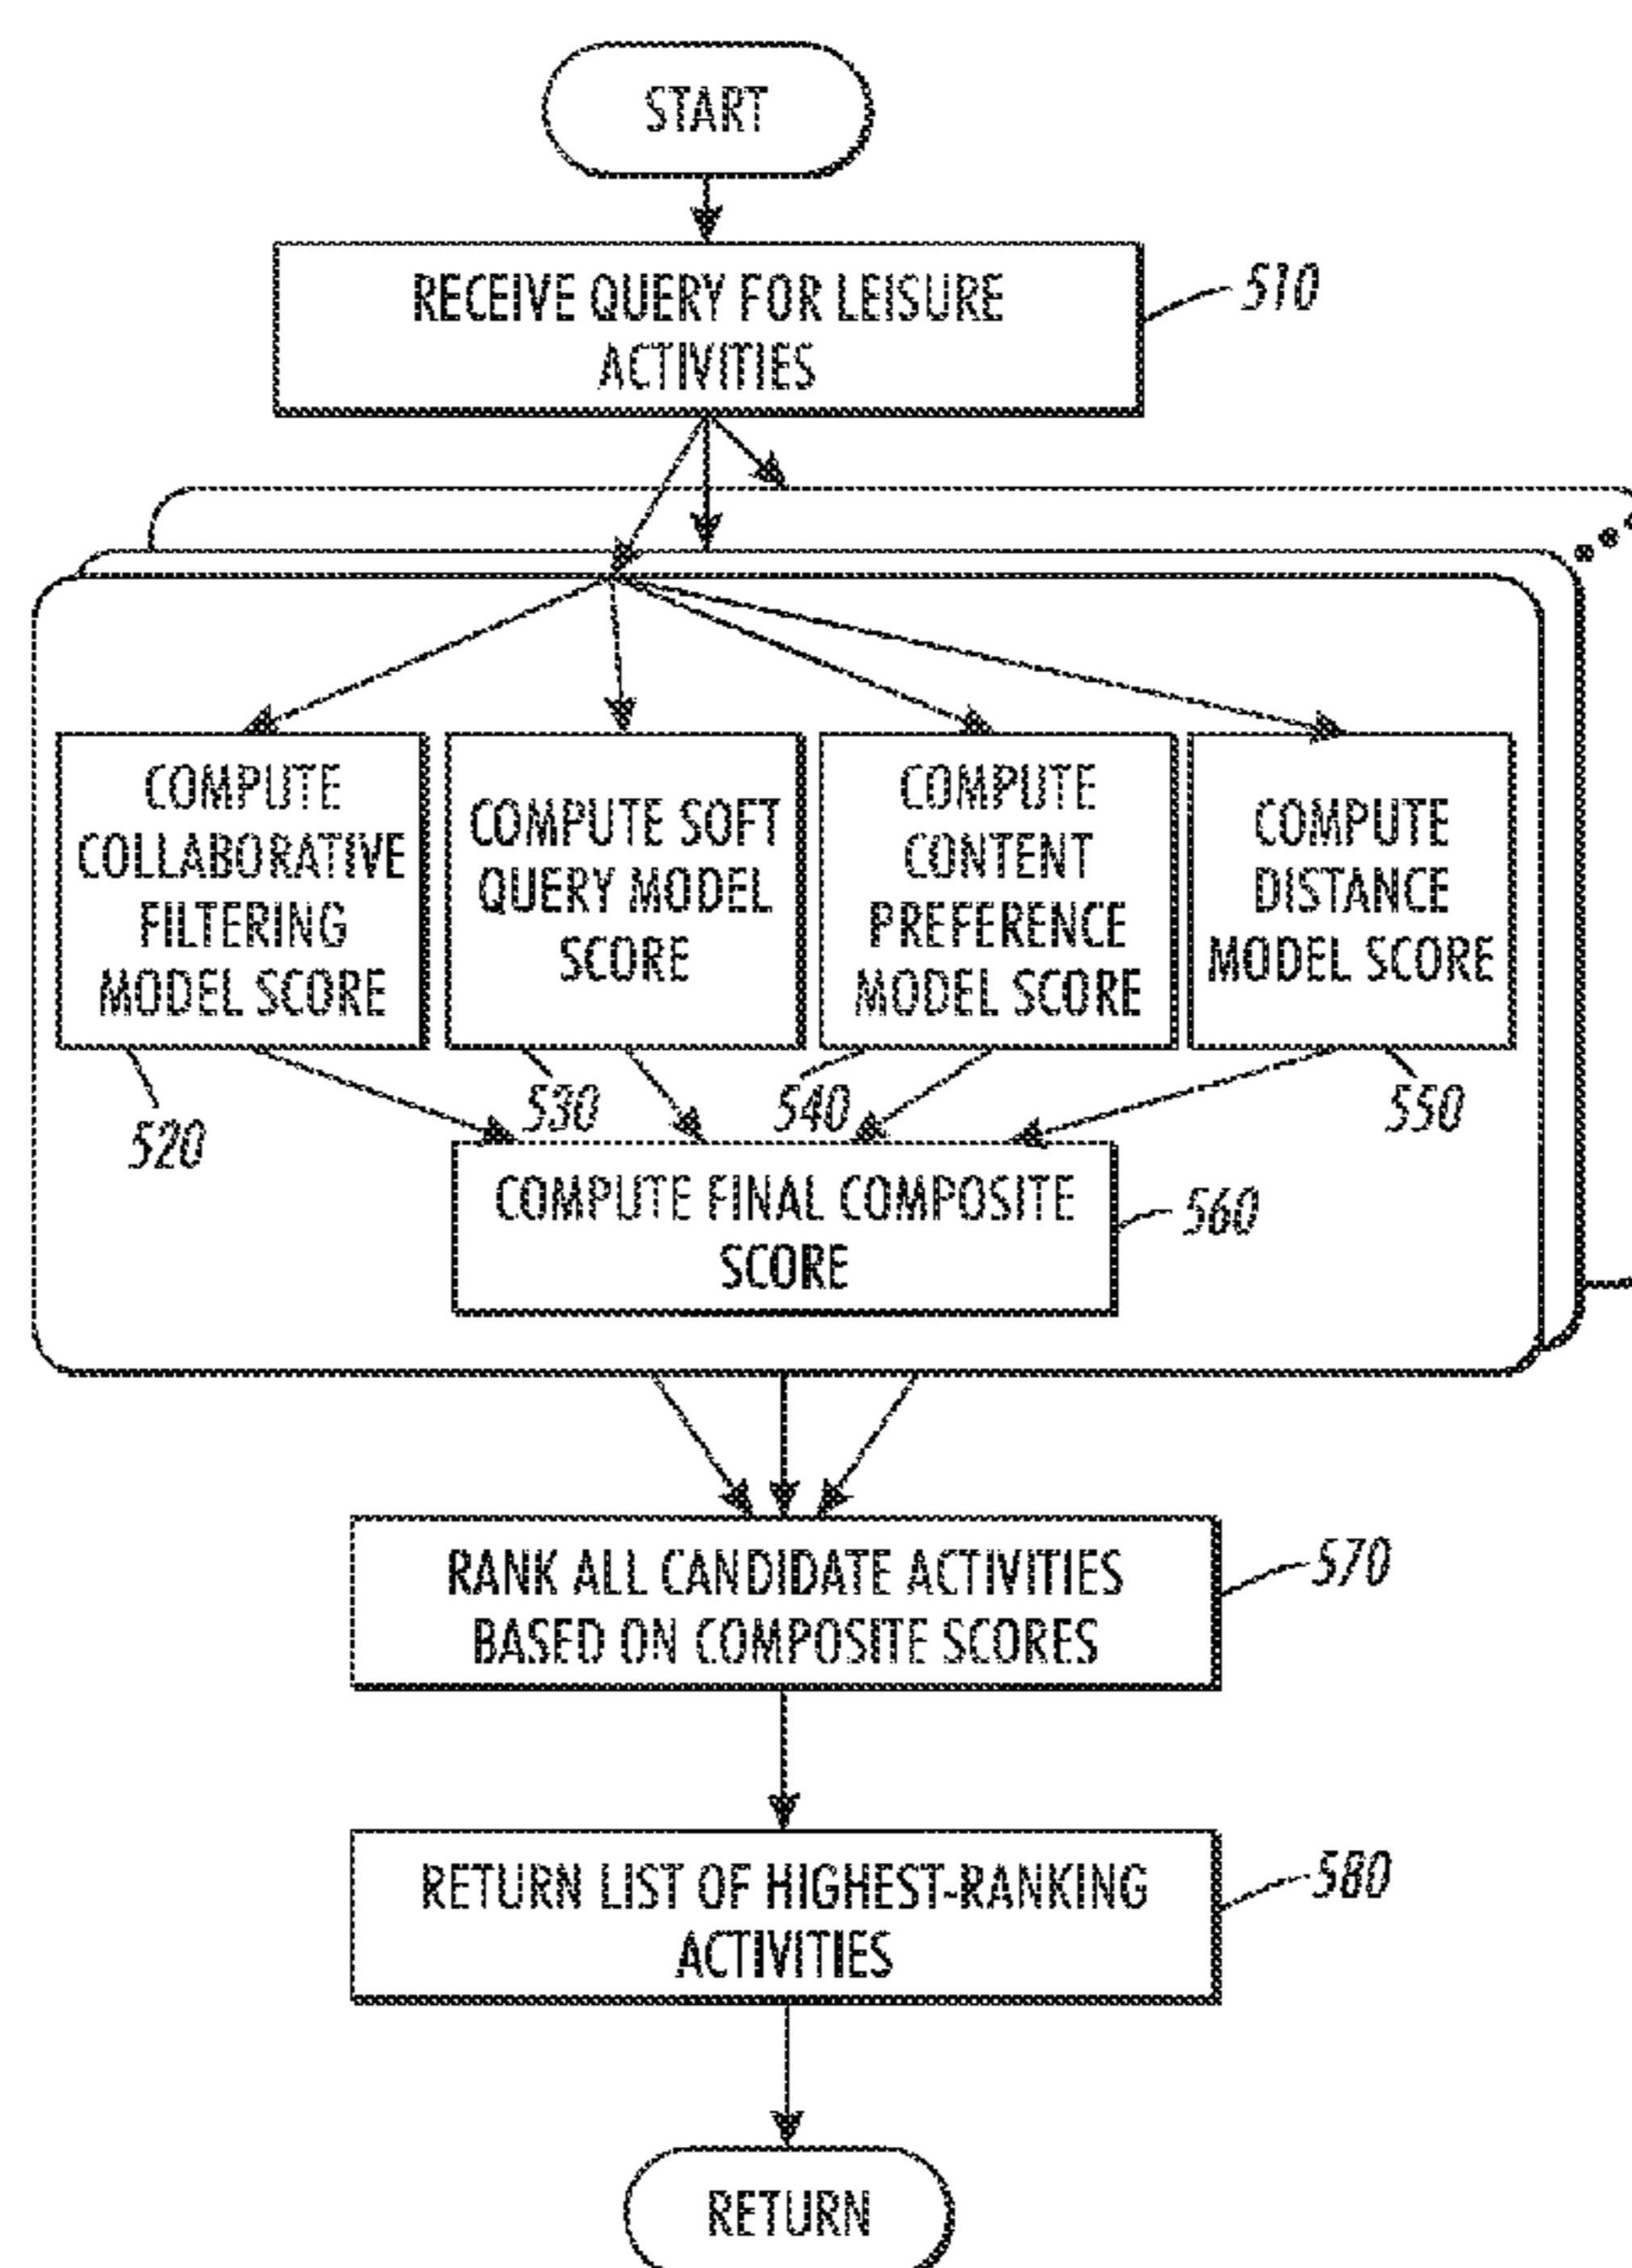 START
RECEIVE QUERY FOR LEISURE
ACTIVITIES
510
COMPUTE
COLLABORATIVE
FILTERING
MODEL SCORE
COMPUTE SOFT
QUERY MODEL
SCORE
COMPUTE
CONTENT
PREFERENCE
MODEL SCORE
COMPUTE
DISTANCE
MODEL SCORE
520
530
540
550
COMPUTE FINAL COMPOSITE
SCORE
560
RANK ALL CANDIDATE ACTIVITIES
BASED ON COMPOSITE SCORES
570
RETURN LIST OF HIGHEST-RANKING
ACTIVITIES
580
RETURN